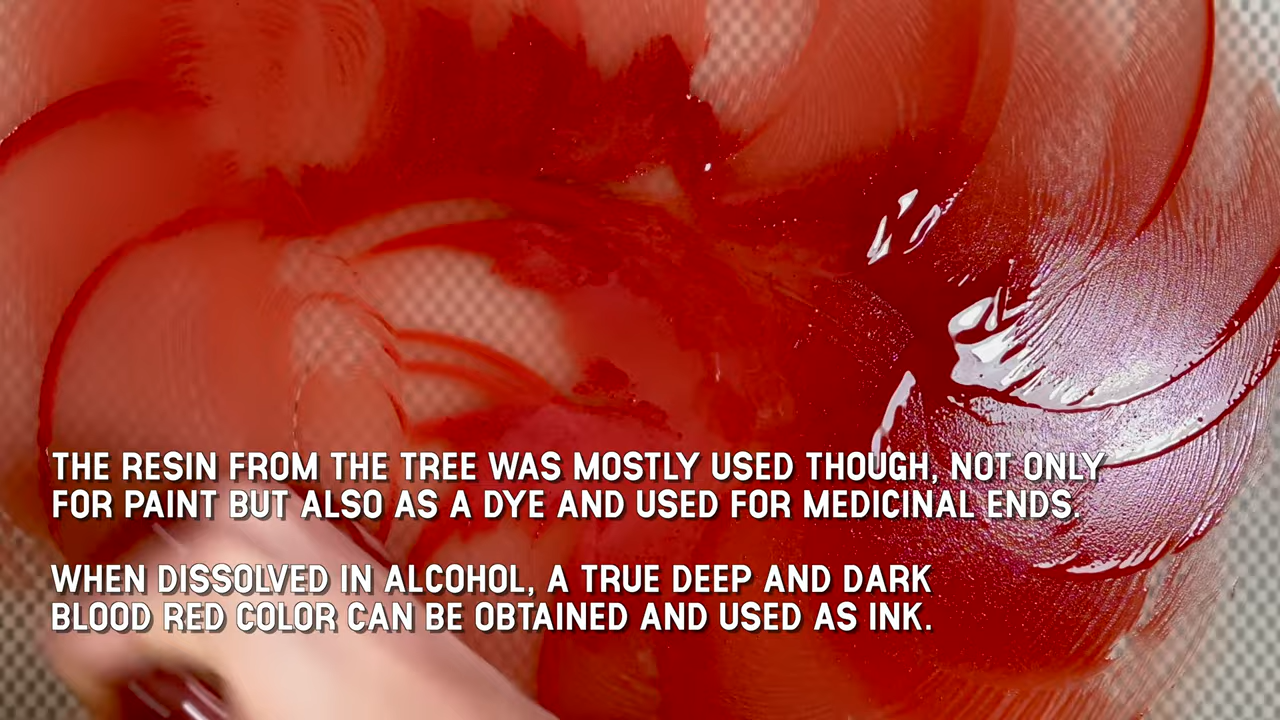 THE RESIN FROM THE TREE WAS MOSTLY USED THOUGH, NOT ONLY
FOR PAINT BUT ALSO AS A DYE AND USED FOR MEDICINAL ENDS.
WHEN DISSOLVED IN ALCOHOL, A TRUE DEEP AND DARK
BLOOD RED COLOR CAN BE OBTAINED AND USED AS INK.